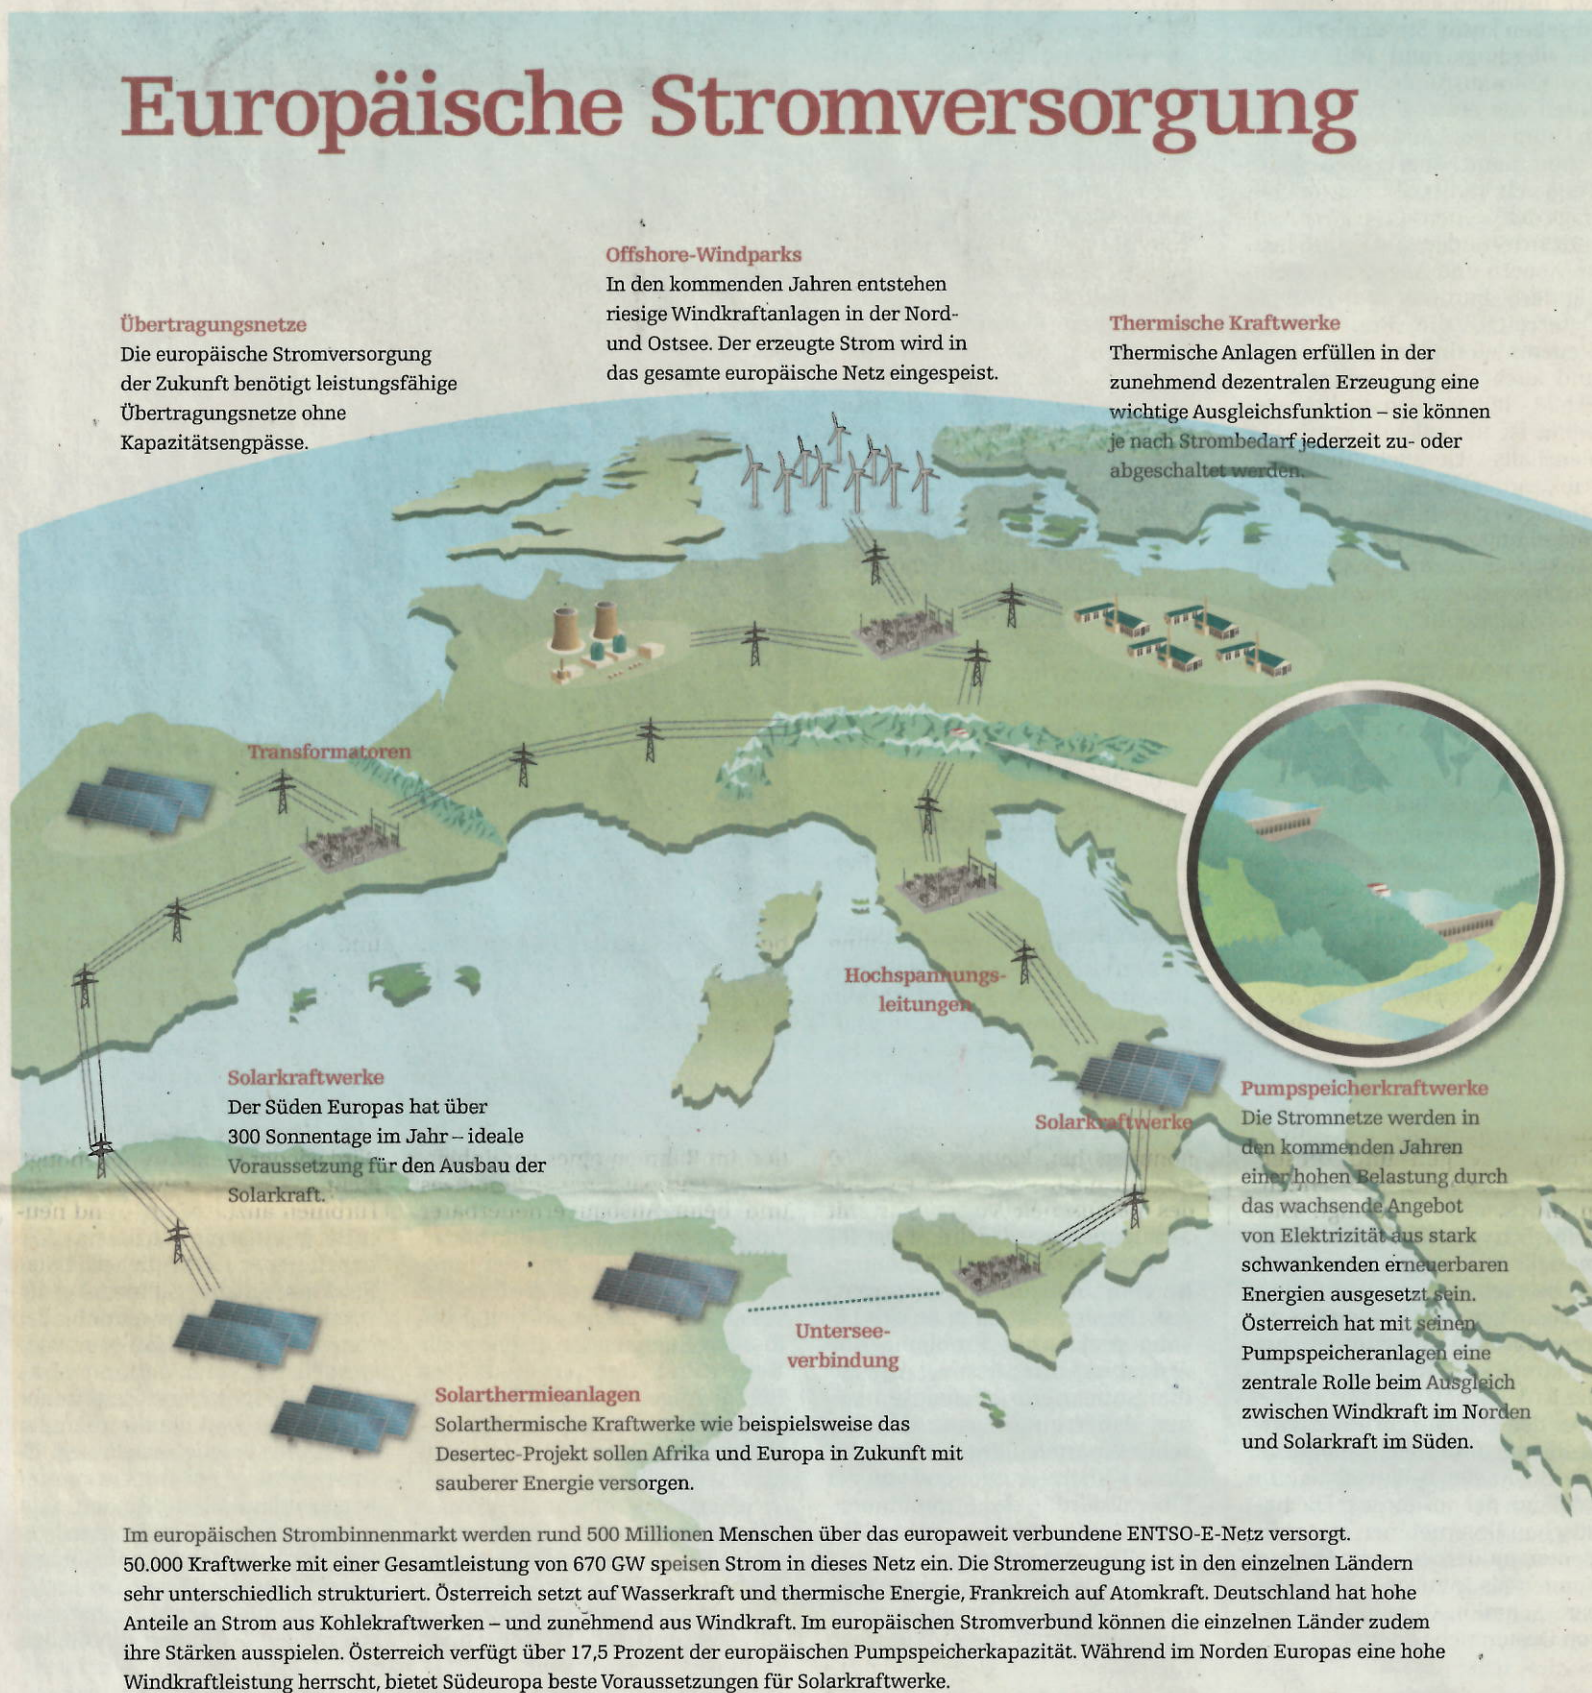 Europäische Stromversorgung
Offshore-Windparks
In den kommenden Jahren entstehen
riesige Windkraftanlagen in der Nord-
und Ostsee. Der erzeugte Strom wird in
das gesamte europäische Netz eingespeist.
Übertragungsnetze
Die europäische Stromversorgung
der Zukunft benötigt leistungsfähige
Übertragungsnetze ohne
Kapazitätsengpässe.
Thermische Kraftwerke
Thermische Anlagen erfüllen in der
zunehmend dezentralen Erzeugung eine
wichtige Ausgleichsfunktion – sie können
je nach Strombedarf jederzeit zu- oder
abgeschaltet werden.
Transformatoren
Hochspannungs-
leitungen
Solarkraftwerke
Der Süden Europas hat über
300 Sonnentage im Jahr – ideale
Voraussetzung für den Ausbau der
Solarkraft.
Solarkraftwerke
Pumpspeicherkraftwerke
Die Stromnetze werden in
den kommenden Jahren
einer hohen Belastung durch
das wachsende Angebot
von Elektrizität aus stark
schwankenden erneuerbaren
Energien ausgesetzt sein.
Österreich hat mit seinen
Pumpspeicheranlagen eine
zentrale Rolle beim Ausgleich
zwischen Windkraft im Norden
und Solarkraft im Süden.
Untersee-
verbindung
Solarthermieanlagen
Solarthermische Kraftwerke wie beispielsweise das
Desertec-Projekt sollen Afrika und Europa in Zukunft mit
sauberer Energie versorgen.
Im europäischen Strombinnenmarkt werden rund 500 Millionen Menschen über das europaweit verbundene ENTSO-E-Netz versorgt.
50.000 Kraftwerke mit einer Gesamtleistung von 670 GW speisen Strom in dieses Netz ein. Die Stromerzeugung ist in den einzelnen Ländern
sehr unterschiedlich strukturiert. Österreich setzt auf Wasserkraft und thermische Energie, Frankreich auf Atomkraft. Deutschland hat hohe
Anteile an Strom aus Kohlekraftwerken – und zunehmend aus Windkraft. Im europäischen Stromverbund können die einzelnen Länder zudem
ihre Stärken ausspielen. Österreich verfügt über 17,5 Prozent der europäischen Pumpspeicherkapazität. Während im Norden Europas eine hohe
Windkraftleistung herrscht, bietet Südeuropa beste Voraussetzungen für Solarkraftwerke.